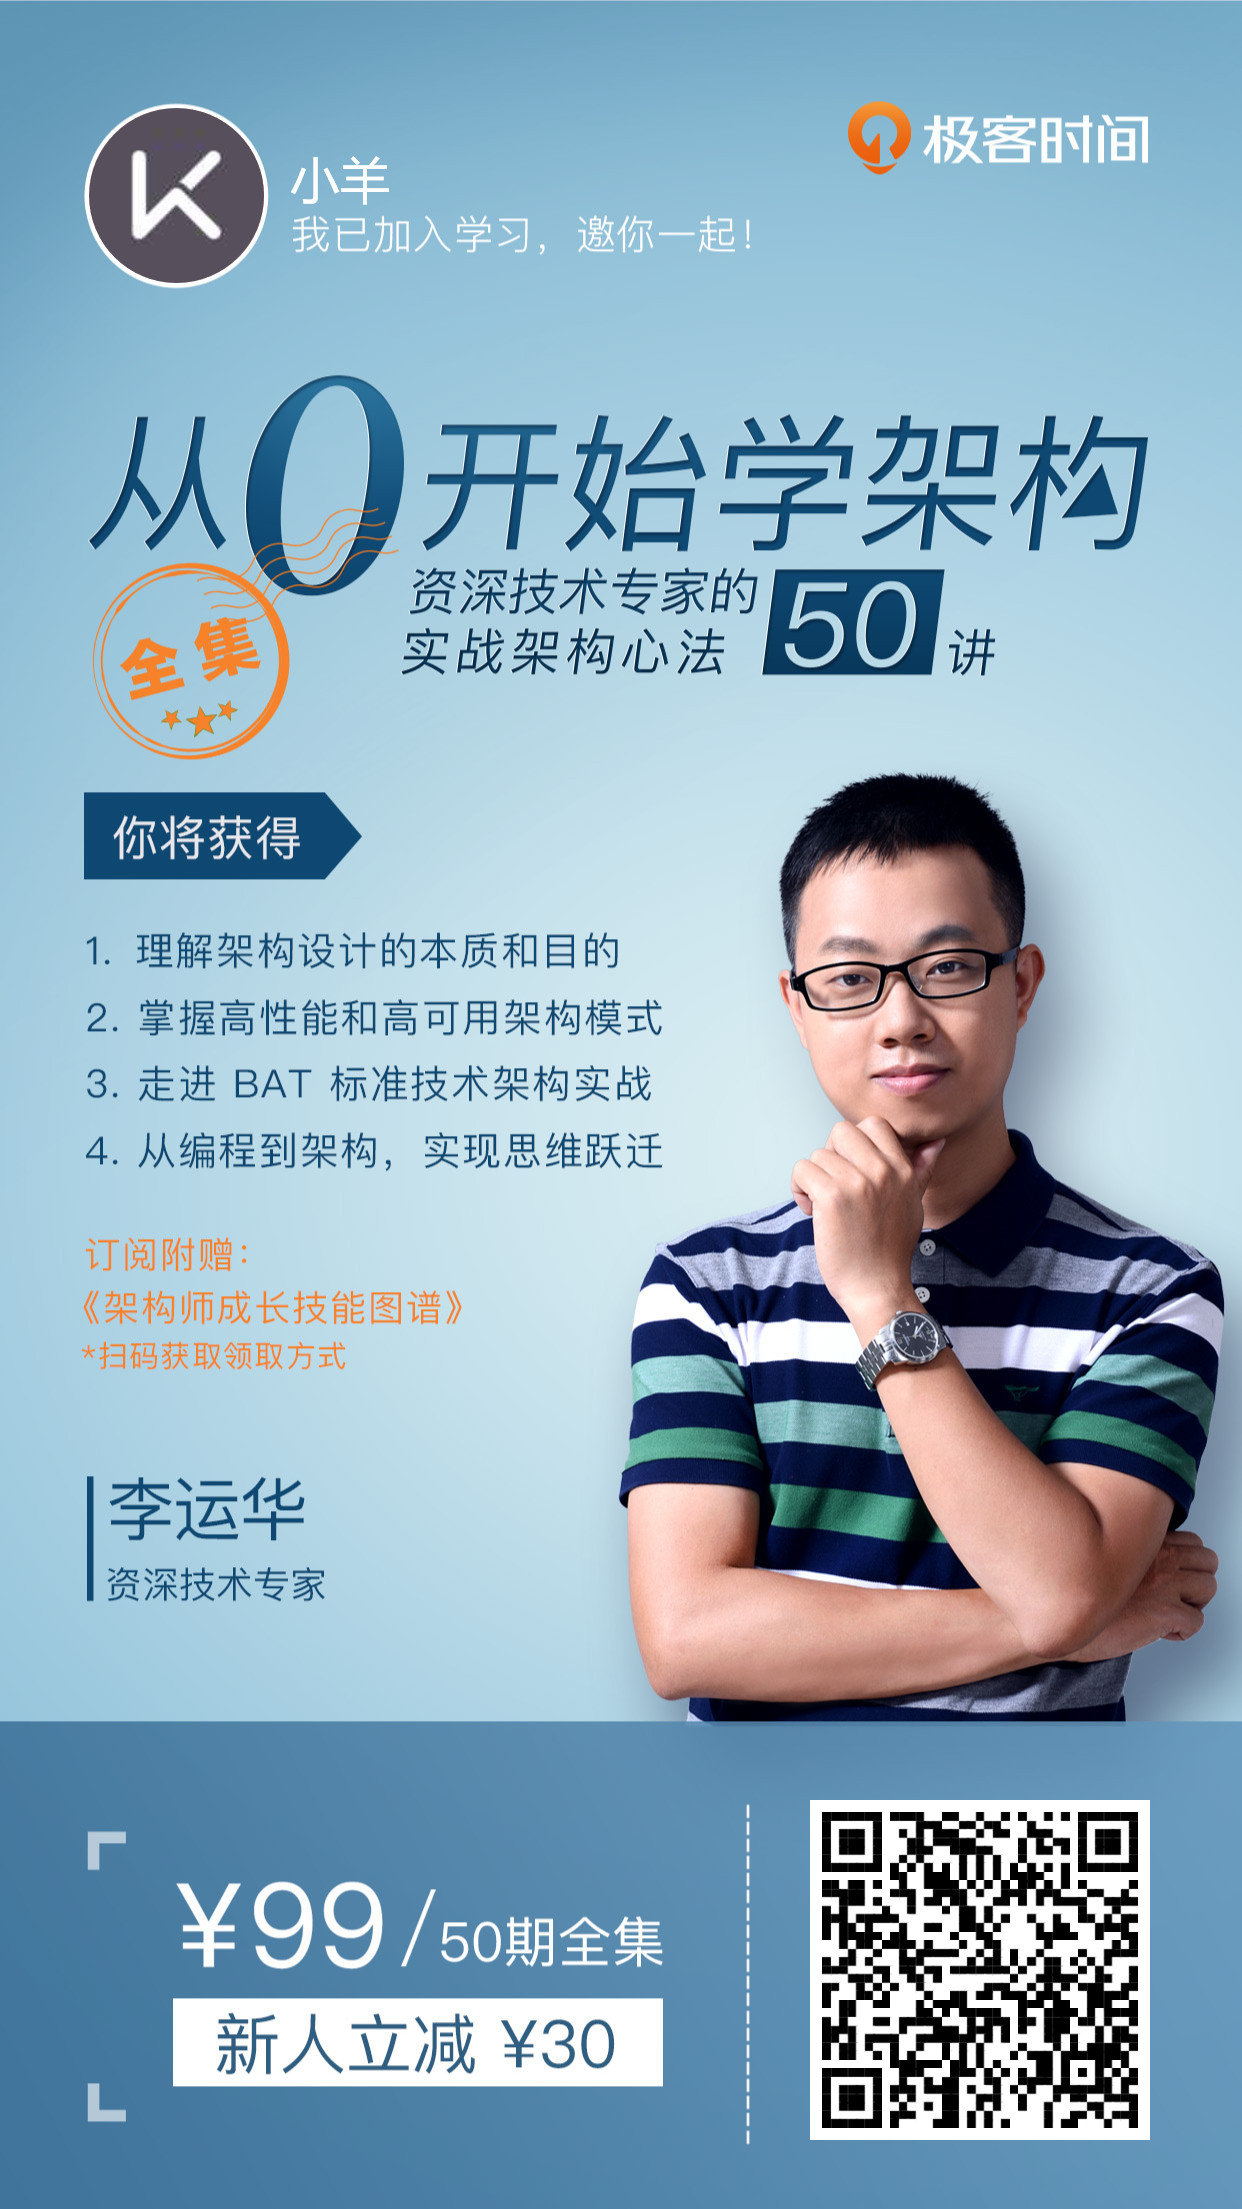 小羊
我已加入学习，邀你一起！
极客时间
从0开始学架构
资深技术专家的
实战架构心法 50讲
全集
你将获得
1. 理解架构设计的本质和目的
2. 掌握高性能和高可用架构模式
3. 走进 BAT 标准技术架构实战
4. 从编程到架构，实现思维跃迁
订阅附赠：
《架构师成长技能图谱》
*扫码获取领取方式
李运华
资深技术专家
¥99/50期全集
新人立减 ¥30